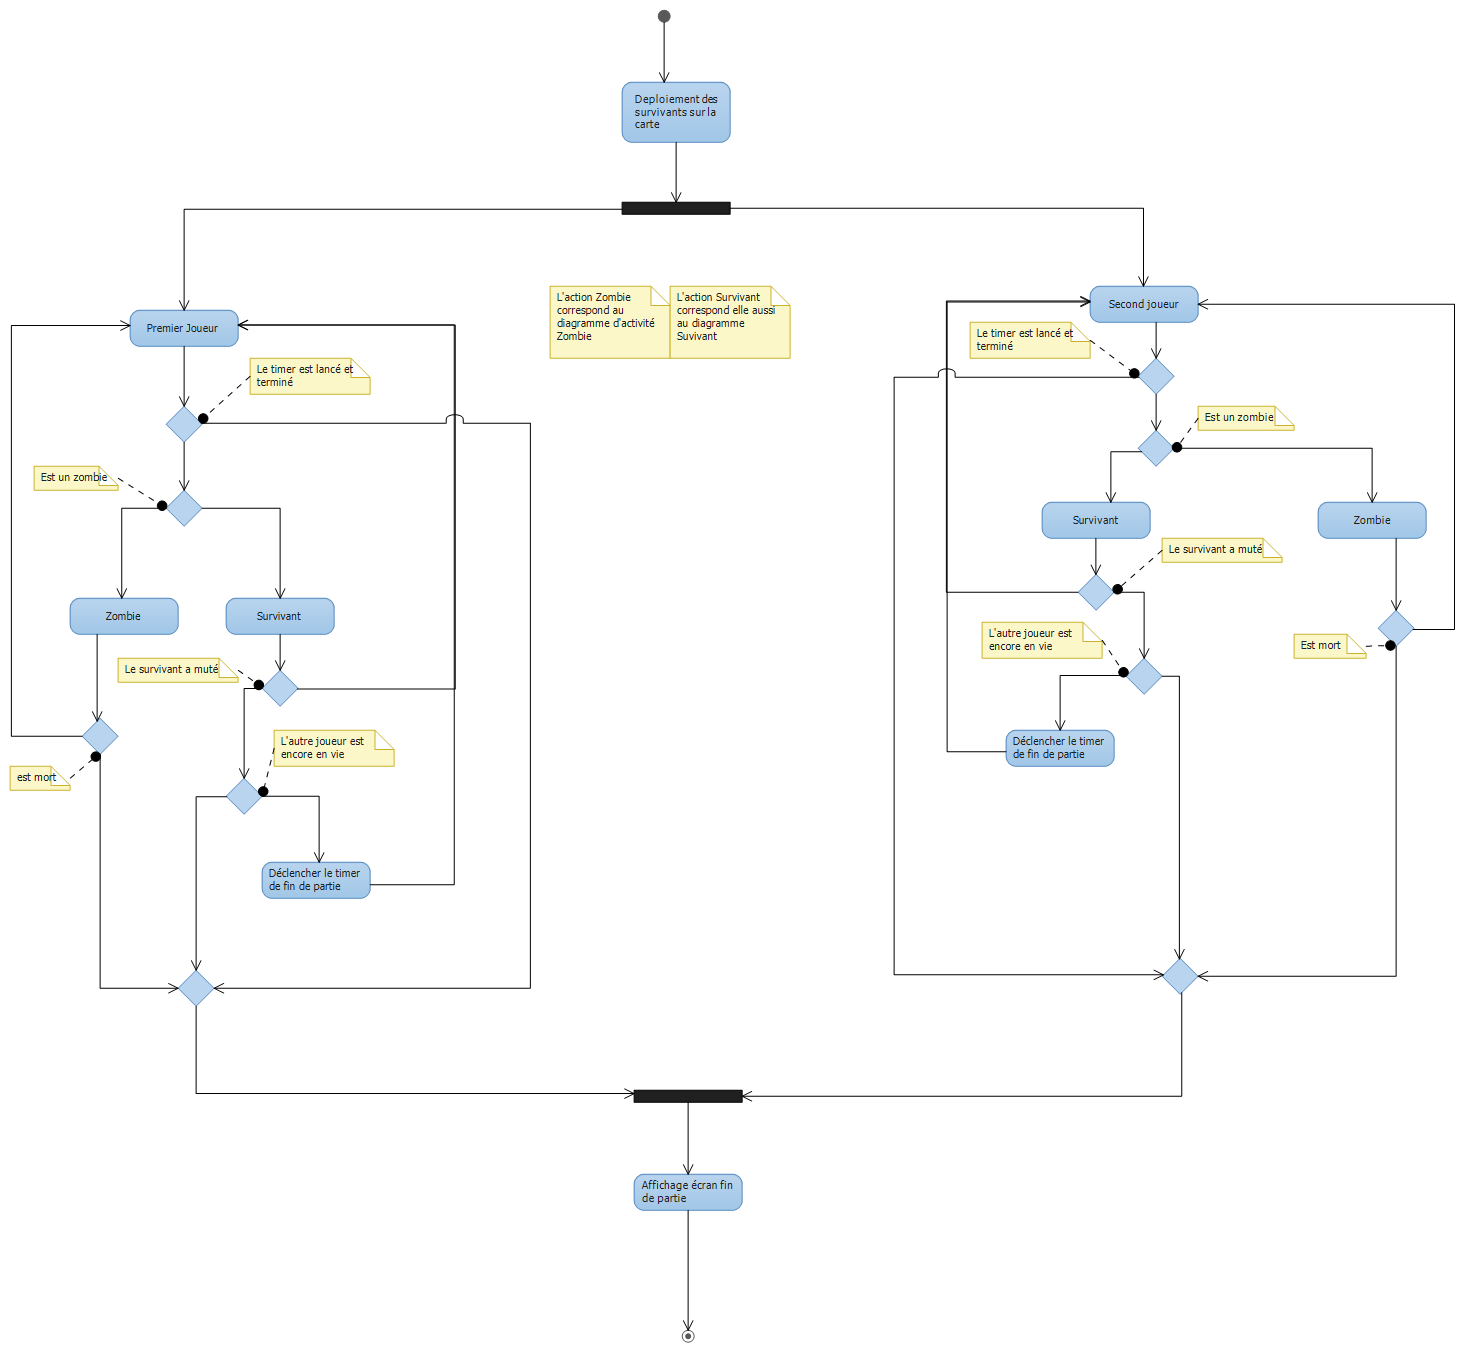 Deploiement des
survivants sur la
carte
L'action Zombie
correspond au
diagramme d'activité
Zombie
L'action Survivant
correspond elle aussi
au diagramme
Suvivant
Premier Joueur
Le timer est lancé et
terminé
Est un zombie
Zombie
Survivant
Le survivant a muté
est mort
L'autre joueur est
encore en vie
Déclencher le timer
de fin de partie
Second joueur
Le timer est lancé et
terminé
Est un zombie
Survivant
Zombie
Le survivant a muté
L'autre joueur est
encore en vie
Est mort
Déclencher le timer
de fin de partie
Affichage écran fin
de partie